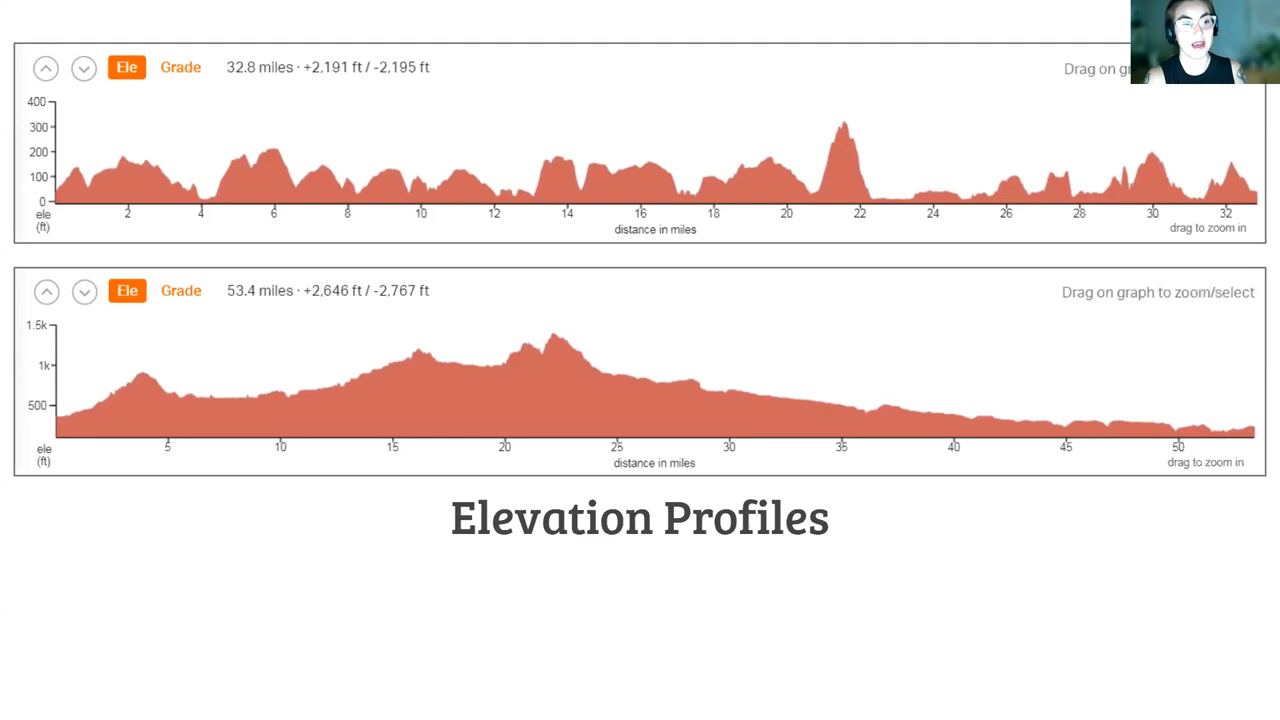 Ele Grade 32.8 miles · +2,191 ft / -2,195 ft Drag on
400
300
200
100
0
ele
(ft)
2 4 6 8 10 12 14 16 18 20 22 24 26 28 30 32
distance in miles
drag to zoom in
Ele Grade 53.4 miles · +2,646 ft / -2,767 ft Drag on graph to zoom/select
1.5k
1k
500
ele
(ft)
5 10 15 20 25 30 35 40 45 50
distance in miles
drag to zoom in
Elevation Profiles